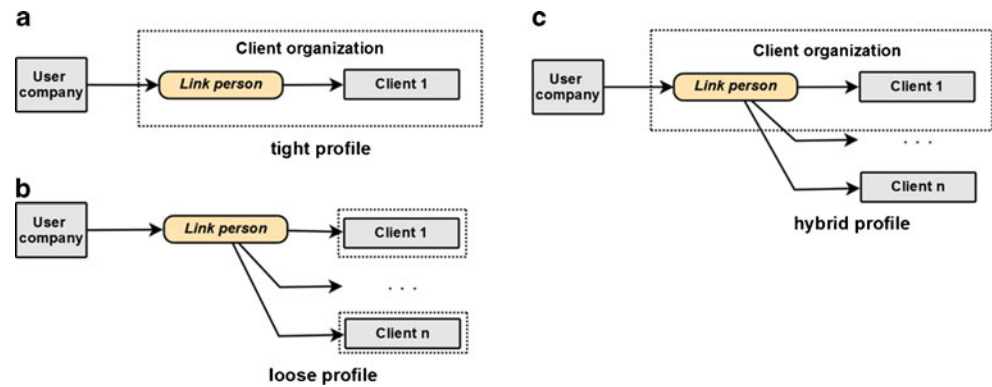 a
Client organization
User
company
Link person
Client 1
tight profile
b
User
company
Link person
Client 1
. . .
Client n
loose profile
c
Client organization
User
company
Link person
Client 1
. . .
Client n
hybrid profile